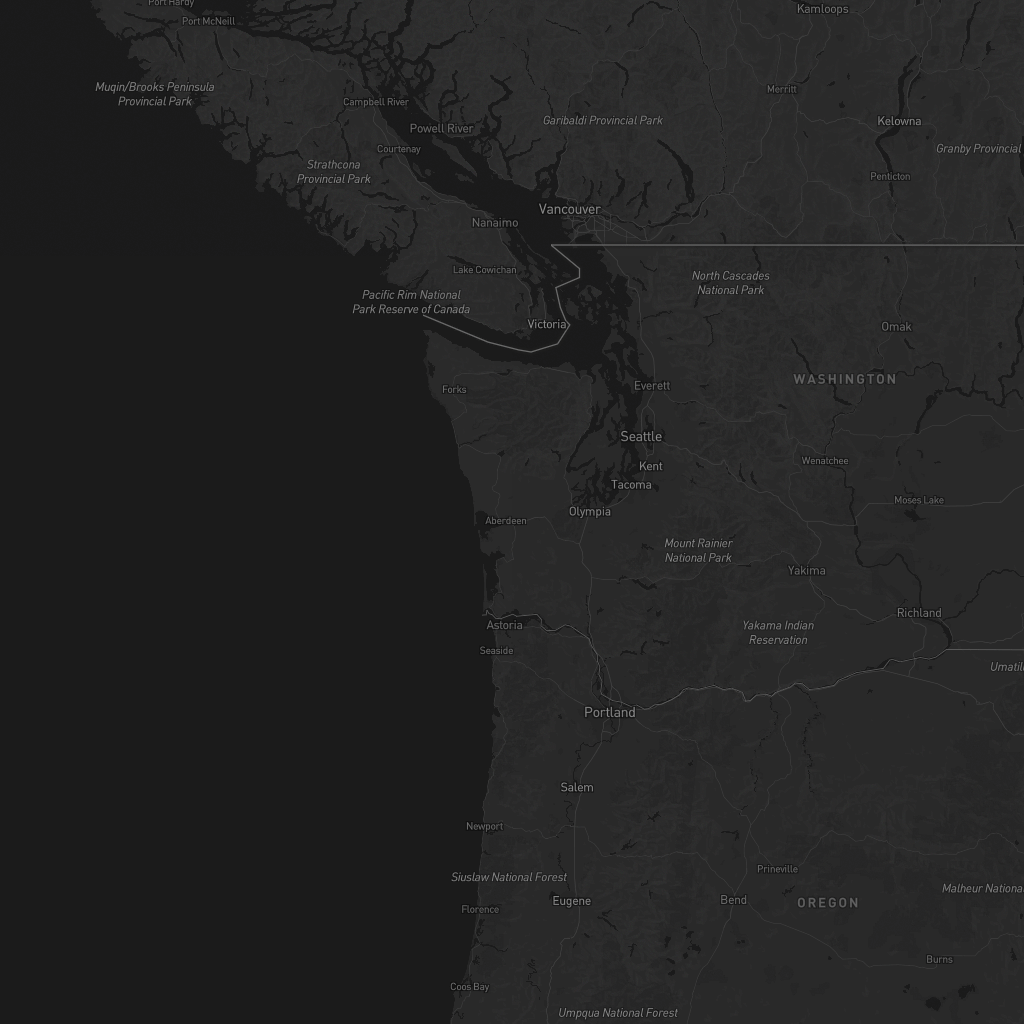 Port Hardy
Kamloops
Port McNeill
Muqin/Brooks Peninsula
Provincial Park
Merritt
Campbell River
Garibaldi Provincial Park
Kelowna
Powell River
Courtenay
Granby Provincial
Strathcona
Provincial Park
Penticton
Vancouver
Nanaimo
Lake Cowichan
North Cascades
National Park
Pacific Rim National
Park Reserve of Canada
Victoria
Omak
WASHINGTON
Forks
Everett
Seattle
Kent
Wenatchee
Tacoma
Moses Lake
Olympia
Aberdeen
Mount Rainier
National Park
Yakima
Richland
Astoria
Yakama Indian
Reservation
Seaside
Umatil
Portland
Salem
Newport
Prineville
Siuslaw National Forest
Malheur Nationa
Eugene
Bend
OREGON
Florence
Burns
Coos Bay
Umpqua National Forest